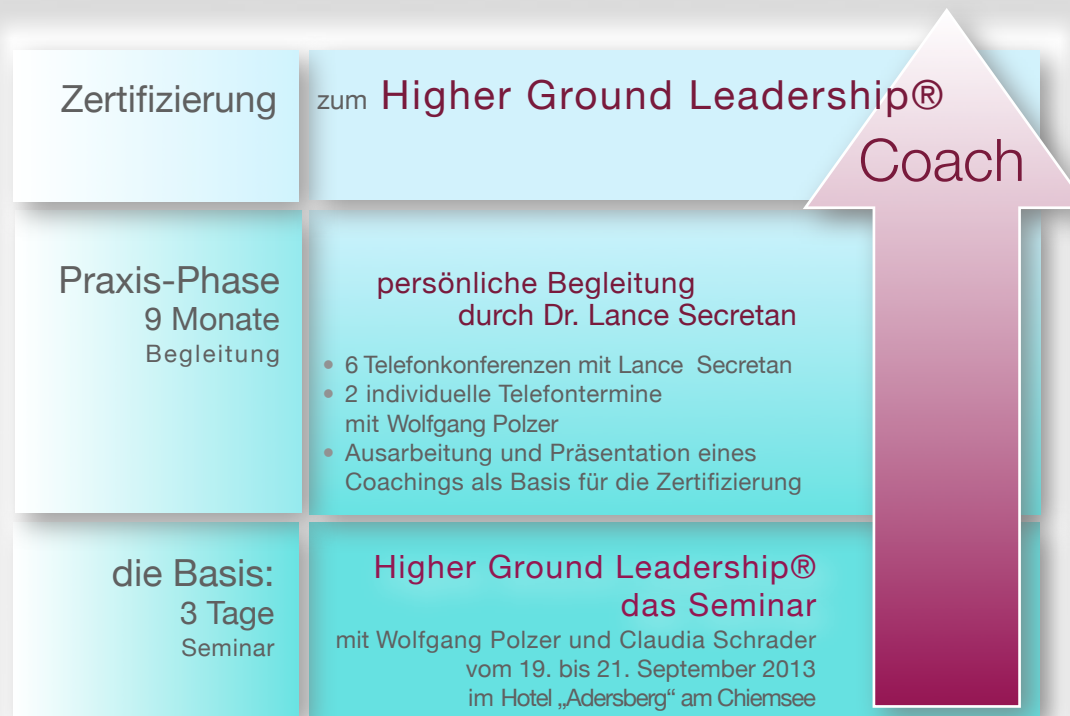 Zertifizierung
zum Higher Ground Leadership®
Coach
Praxis-Phase
9 Monate
Begleitung
persönliche Begleitung
durch Dr. Lance Secretan
• 6 Telefonkonferenzen mit Lance Secretan
• 2 individuelle Telefontermine
mit Wolfgang Polzer
• Ausarbeitung und Präsentation eines
Coachings als Basis für die Zertifizierung
die Basis:
3 Tage
Seminar
Higher Ground Leadership®
das Seminar
mit Wolfgang Polzer und Claudia Schrader
vom 19. bis 21. September 2013
im Hotel „Adersberg“ am Chiemsee